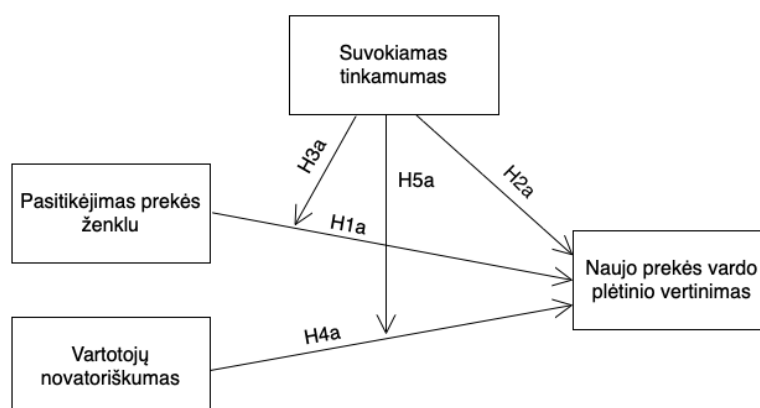 Suvokiamas
tinkamumas
H3a
H5a
H2a
Pasitikėjimas prekės
ženklu
H1a
Naujo prekės vardo
plėtinio vertinimas
H4a
Vartotojų
novatoriškumas